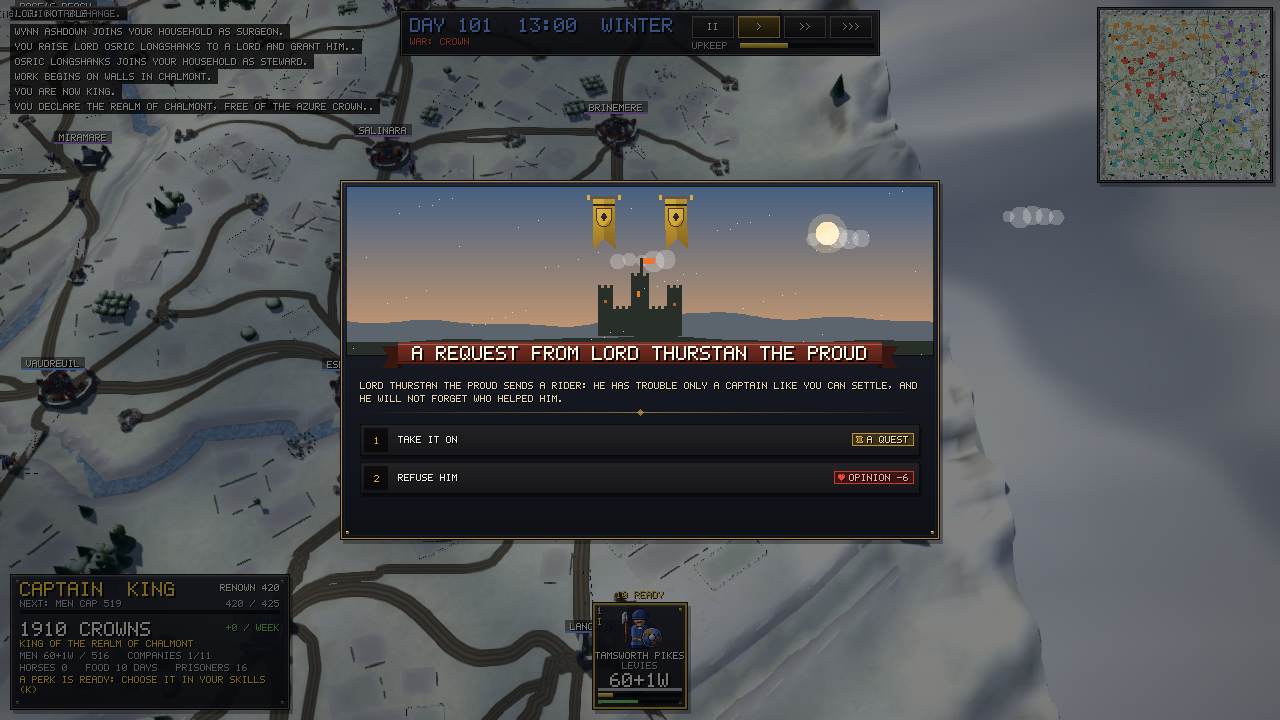 WYNN ASHDOWN JOINS YOUR HOUSEHOLD AS SURGEON.
YOU RAISE LORD OSRIC LONGSHANKS TO A LORD AND GRANT HIM..
OSRIC LONGSHANKS JOINS YOUR HOUSEHOLD AS STEWARD.
WORK BEGINS ON WALLS IN CHALMONT.
YOU ARE NOW KING.
YOU DECLARE THE REALM OF CHALMONT, FREE OF THE AZURE CROWN..
DAY 101 13:00 WINTER
WAR: CROWN
II > >> >>>
UPKEEP
BRINEMERE
SALINARA
MIRAMARE
VAUDREUIL
A REQUEST FROM LORD THURSTAN THE PROUD
LORD THURSTAN THE PROUD SENDS A RIDER: HE HAS TROUBLE ONLY A CAPTAIN LIKE YOU CAN SETTLE, AND
HE WILL NOT FORGET WHO HELPED HIM.
1 TAKE IT ON A QUEST
2 REFUSE HIM OPINION -6
CAPTAIN KING RENOWN 420
NEXT: MEN CAP 519 420 / 425
1910 CROWNS +0 / WEEK
KING OF THE REALM OF CHALMONT
MEN 60+1W / 516 COMPANIES 1/11
HORSES 0 FOOD 10 DAYS PRISONERS 16
A PERK IS READY: CHOOSE IT IN YOUR SKILLS
(K)
READY
1
I
TAMSWORTH PIKES
LEVIES
60+1W